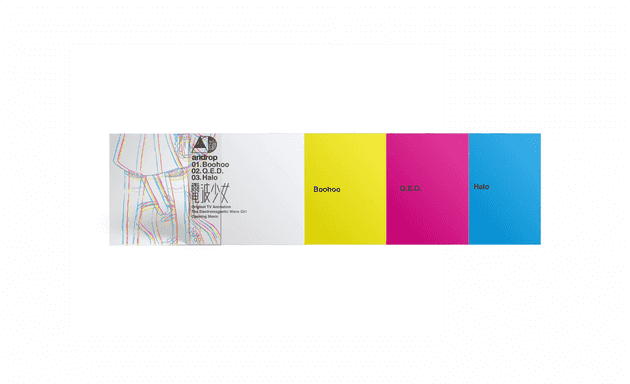 androp
01. Boohoo
02. Q.E.D.
03. Halo
電波少女
Original TV Animation
The Electromagnetic Wave Girl
Opening Music
Boohoo
Q.E.D.
Halo